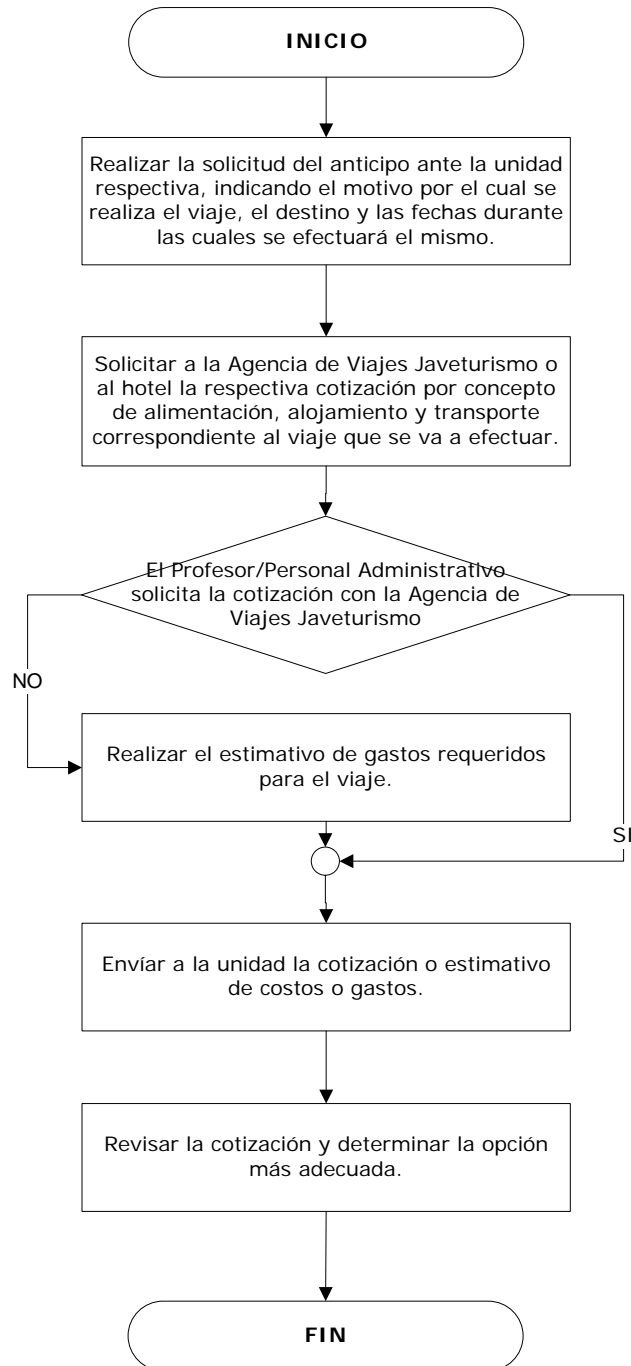 INICIO
Realizar la solicitud del anticipo ante la unidad
respectiva, indicando el motivo por el cual se
realiza el viaje, el destino y las fechas durante
las cuales se efectuará el mismo.
Solicitar a la Agencia de Viajes Javeturismo o
al hotel la respectiva cotización por concepto
de alimentación, alojamiento y transporte
correspondiente al viaje que se va a efectuar.
El Profesor/Personal Administrativo
solicita la cotización con la Agencia de
Viajes Javeturismo
NO
Realizar el estimativo de gastos requeridos
para el viaje.
SI
Envíar a la unidad la cotización o estimativo
de costos o gastos.
Revisar la cotización y determinar la opción
más adecuada.
FIN